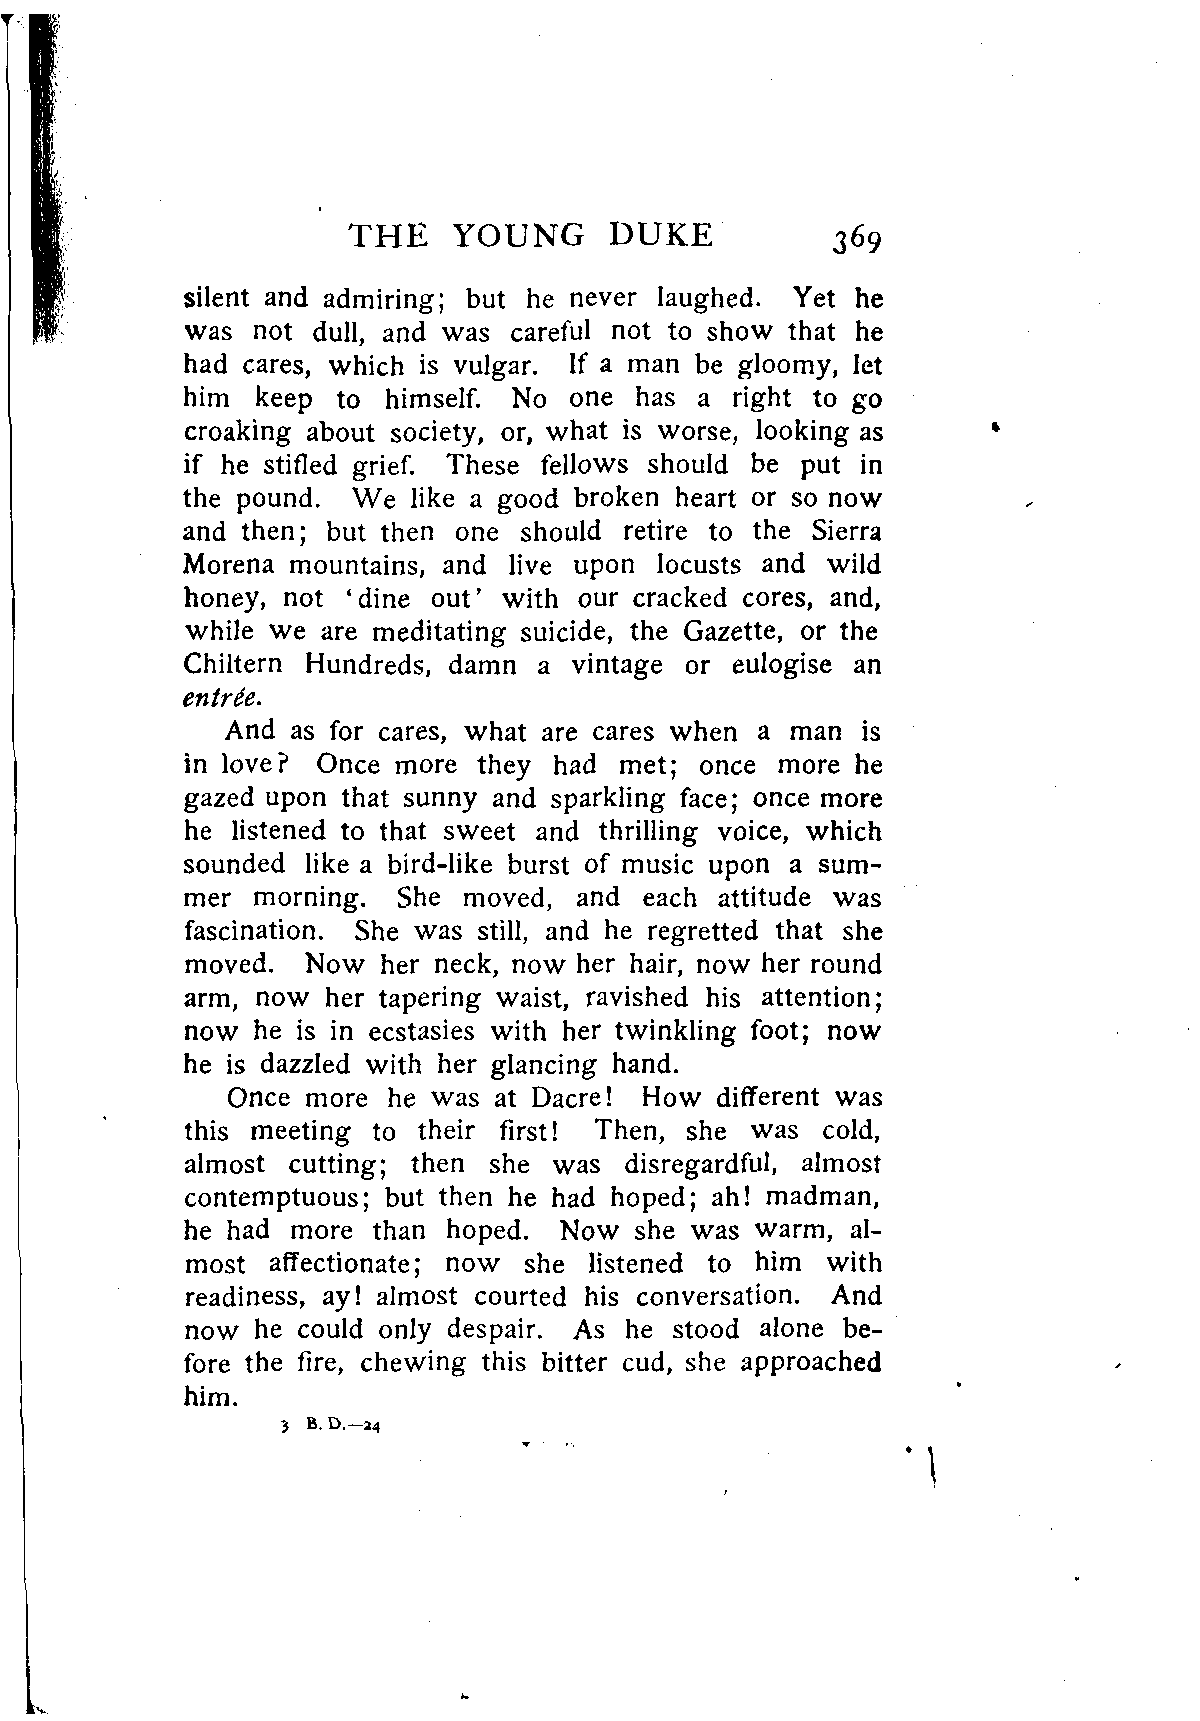 THE YOUNG DUKE 369
silent and admiring; but he never laughed. Yet he
was not dull, and was careful not to show that he
had cares, which is vulgar. If a man be gloomy, let
him keep to himself. No one has a right to go
croaking about society, or, what is worse, looking as
if he stifled grief. These fellows should be put in
the pound. We like a good broken heart or so now
and then; but then one should retire to the Sierra
Morena mountains, and live upon locusts and wild
honey, not ‘dine out’ with our cracked cores, and,
while we are meditating suicide, the Gazette, or the
Chiltern Hundreds, damn a vintage or eulogise an
entrée.
And as for cares, what are cares when a man is
in love? Once more they had met; once more he
gazed upon that sunny and sparkling face; once more
he listened to that sweet and thrilling voice, which
sounded like a bird-like burst of music upon a sum-
mer morning. She moved, and each attitude was
fascination. She was still, and he regretted that she
moved. Now her neck, now her hair, now her round
arm, now her tapering waist, ravished his attention;
now he is in ecstasies with her twinkling foot; now
he is dazzled with her glancing hand.
Once more he was at Dacre! How different was
this meeting to their first! Then, she was cold,
almost cutting; then she was disregardful, almost
contemptuous; but then he had hoped; ah! madman,
he had more than hoped. Now she was warm, al-
most affectionate; now she listened to him with
readiness, ay! almost courted his conversation. And
now he could only despair. As he stood alone be-
fore the fire, chewing this bitter cud, she approached
him.
3 B. D.—24